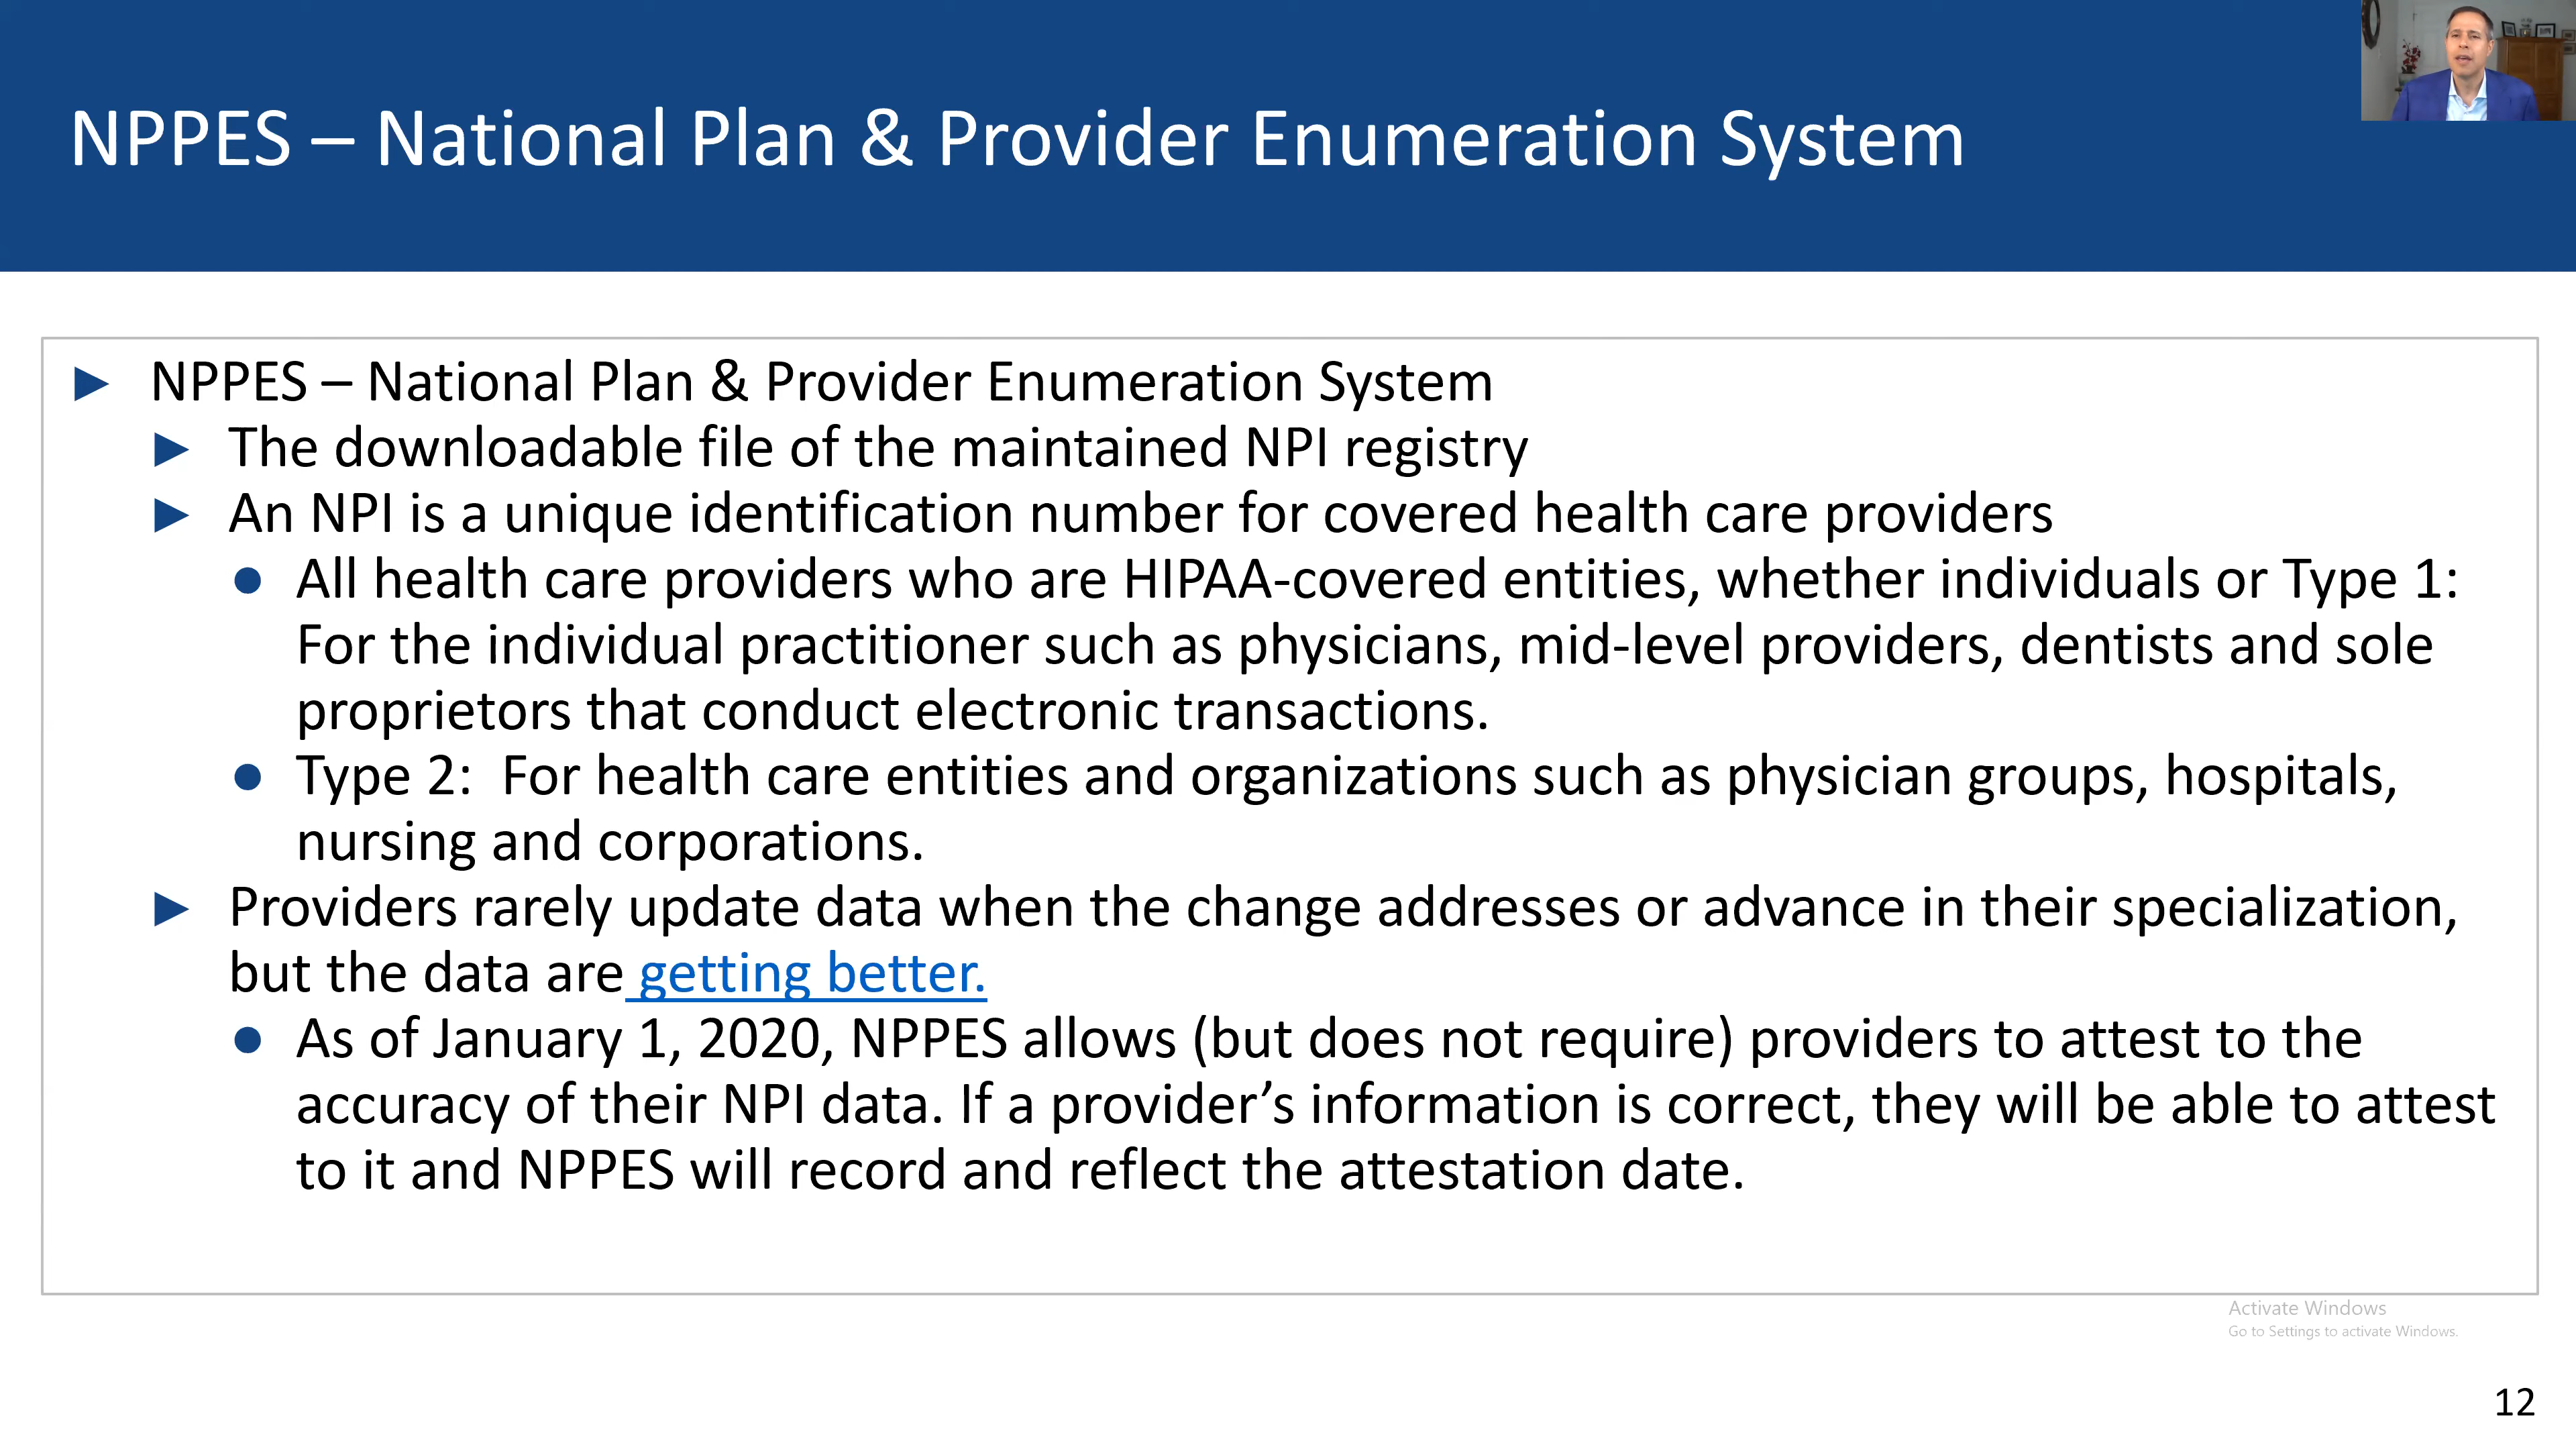 NPPES – National Plan & Provider Enumeration System
NPPES – National Plan & Provider Enumeration System
The downloadable file of the maintained NPI registry
An NPI is a unique identification number for covered health care providers
All health care providers who are HIPAA-covered entities, whether individuals or Type 1:
For the individual practitioner such as physicians, mid-level providers, dentists and sole
proprietors that conduct electronic transactions.
Type 2:  For health care entities and organizations such as physician groups, hospitals,
nursing and corporations.
Providers rarely update data when the change addresses or advance in their specialization,
but the data are getting better.
As of January 1, 2020, NPPES allows (but does not require) providers to attest to the
accuracy of their NPI data. If a provider’s information is correct, they will be able to attest
to it and NPPES will record and reflect the attestation date.
Activate Windows
Go to Settings to activate Windows.
12